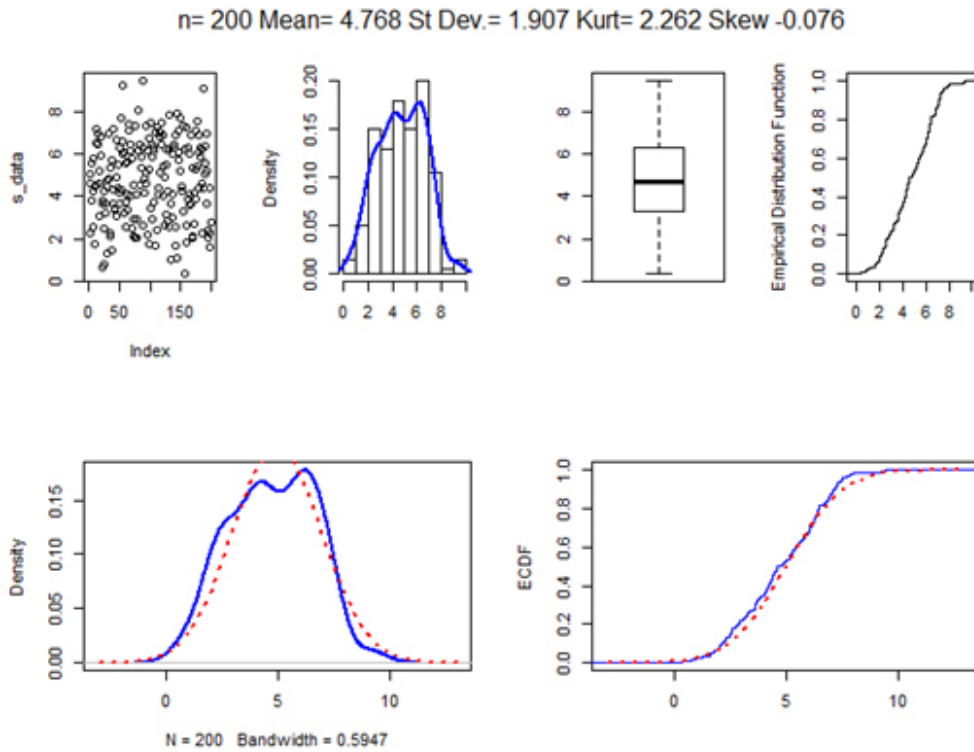 n= 200 Mean= 4.768 St Dev.= 1.907 Kurt= 2.262 Skew -0.076
s_data
0 2 4 6 8
0 50 150
Index
Density
0.00 0.05 0.10 0.15 0.20
0 2 4 6 8
0 2 4 6 8
Empirical Distribution Function
0.0 0.2 0.4 0.6 0.8 1.0
0 2 4 6 8
Density
0.00 0.05 0.10 0.15
0 5 10
N = 200 Bandwidth = 0.5947
ECDF
0.0 0.2 0.4 0.6 0.8 1.0
0 5 10